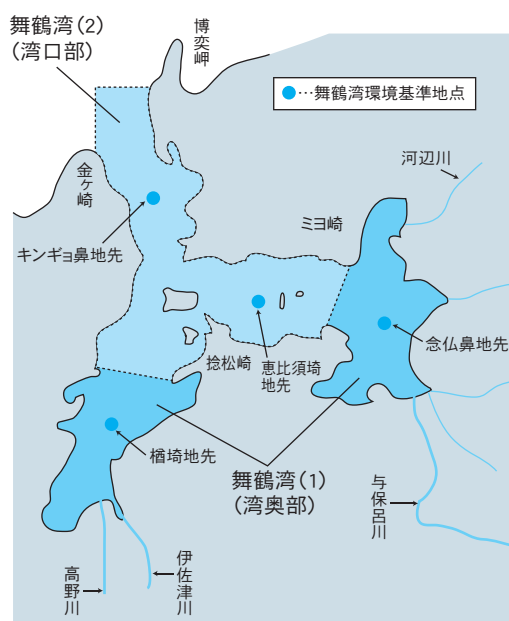 舞鶴湾(2)
(湾口部)
博奕岬
●…舞鶴湾環境基準地点
河辺川
金ヶ崎
ミヨ崎
キンギョ鼻地先
念仏鼻地先
捻松崎
恵比須埼
地先
楢埼地先
舞鶴湾(1)
(湾奥部)
与保呂川
伊佐津川
高野川